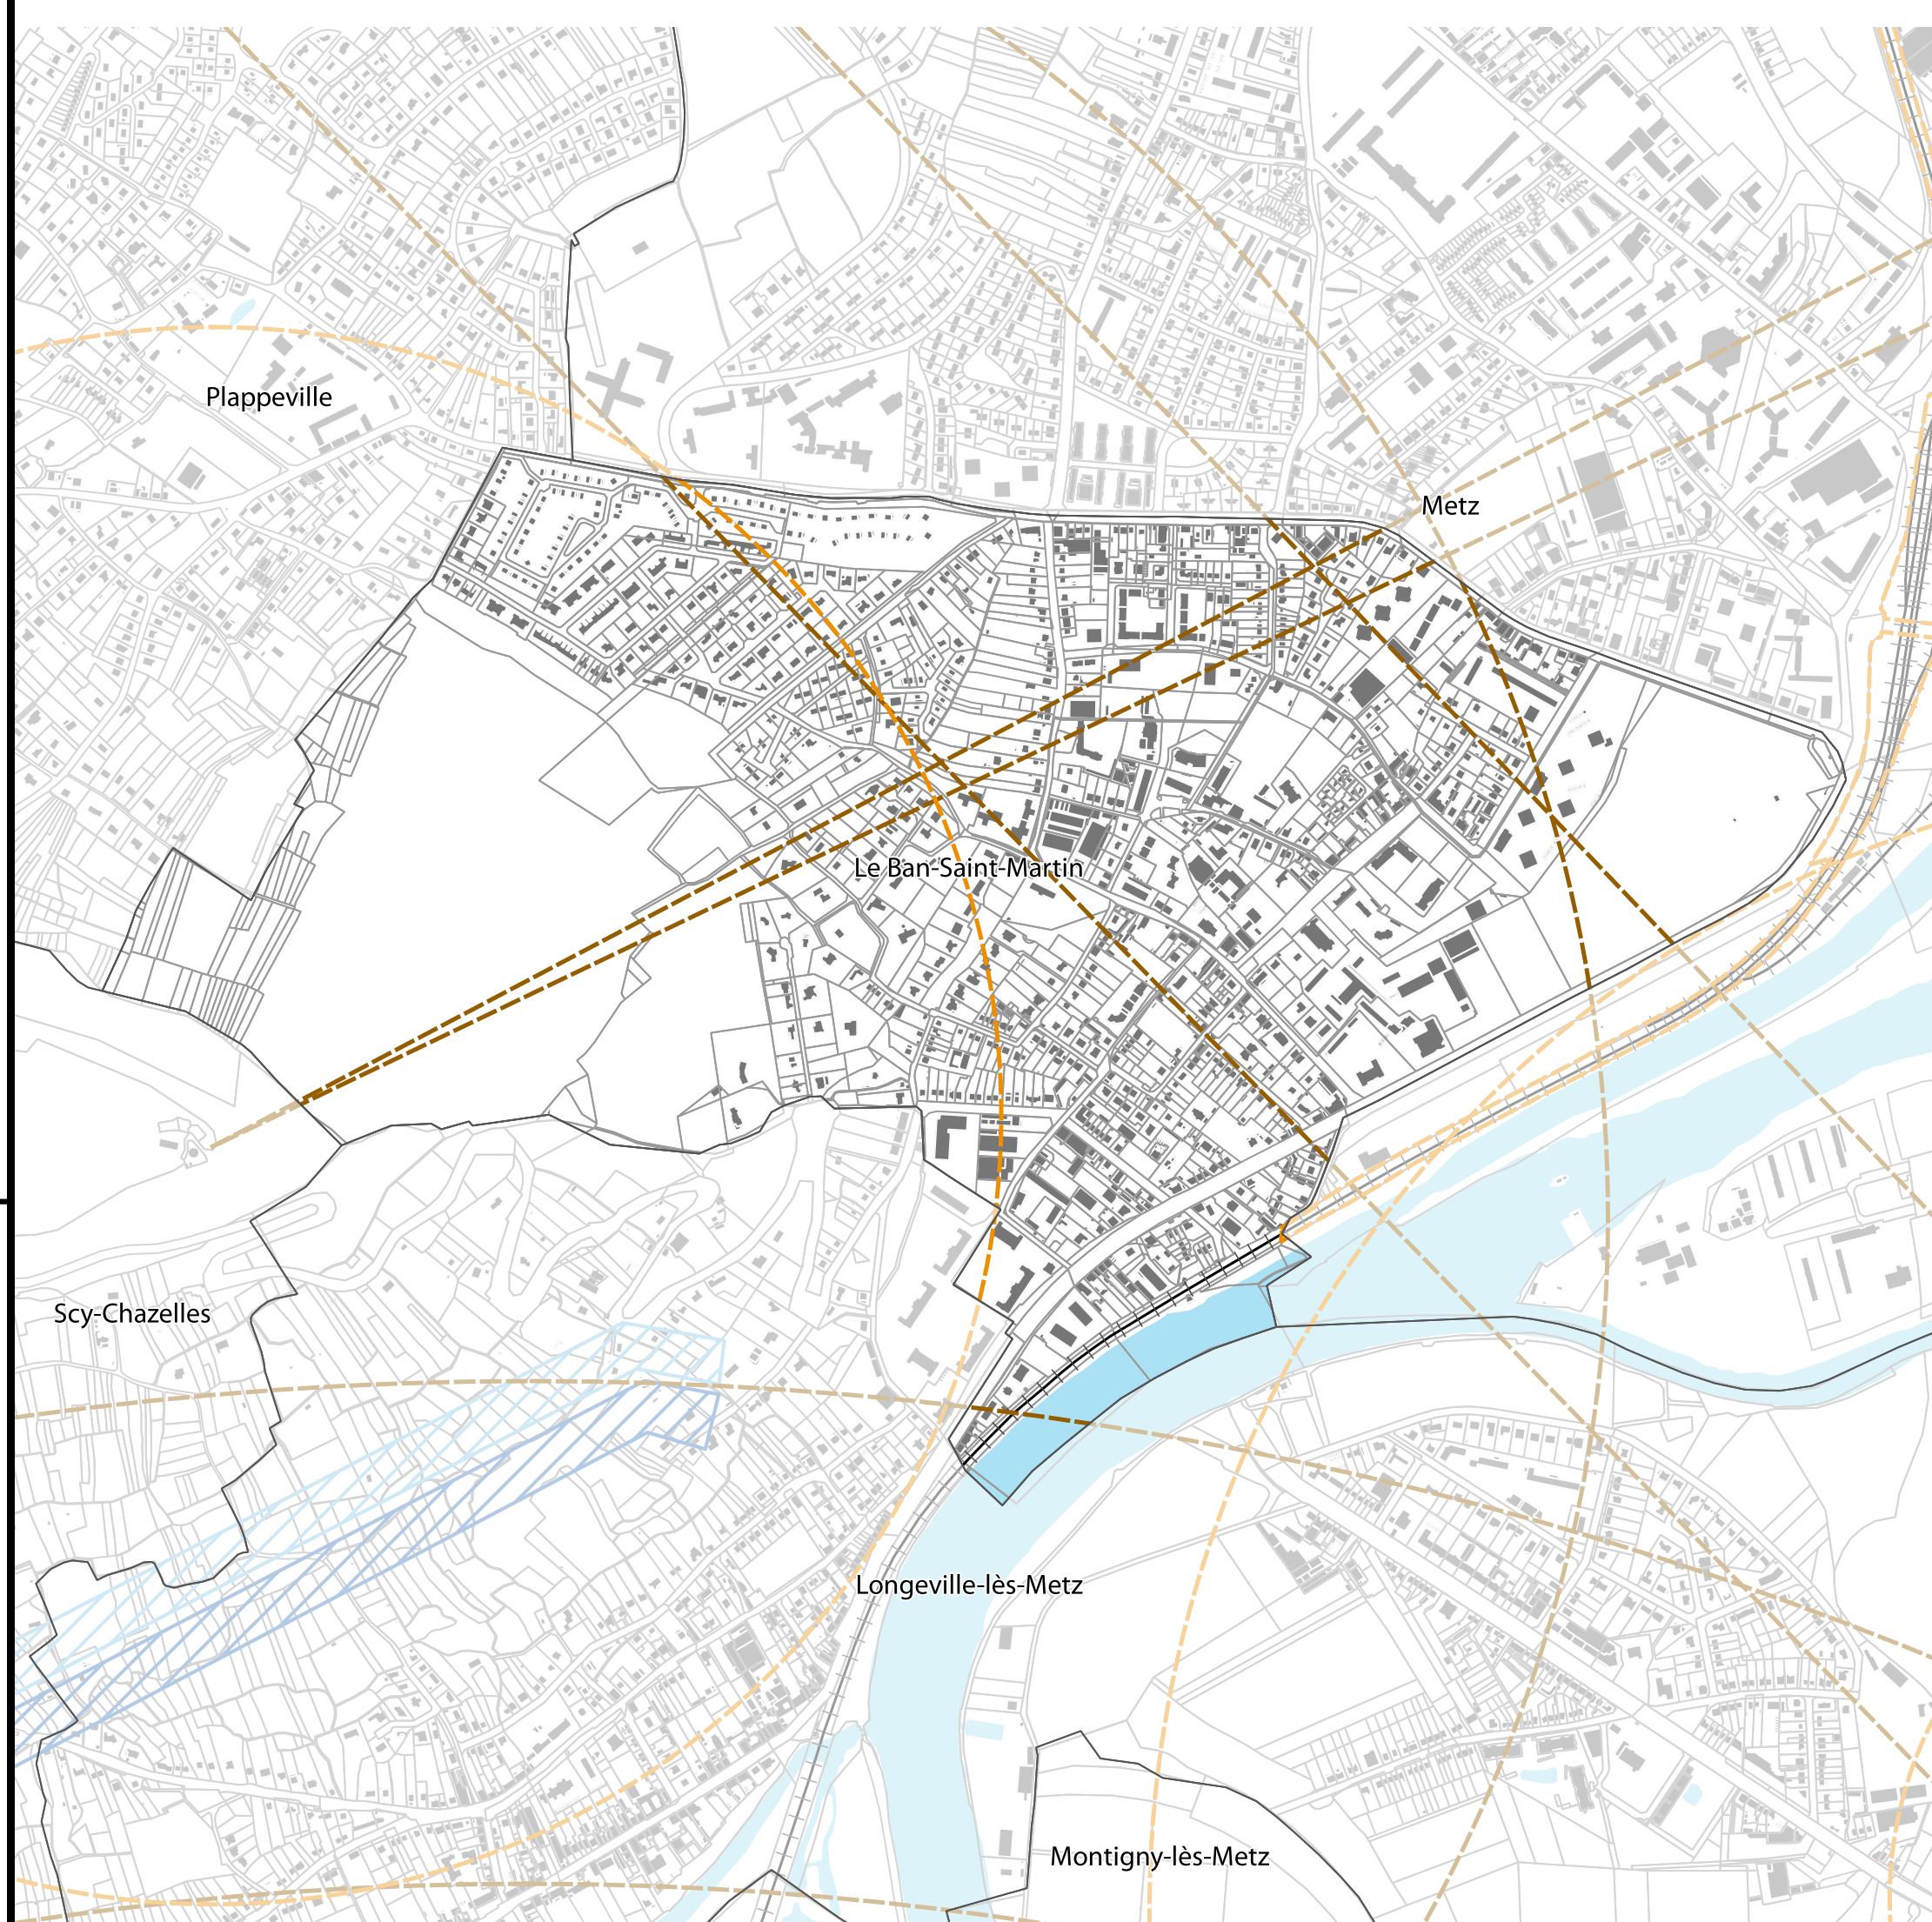 Plappeville
Metz
Le Ban-Saint-Martin
Scy-Chazelles
Longeville-lès-Metz
Montigny-lès-Metz